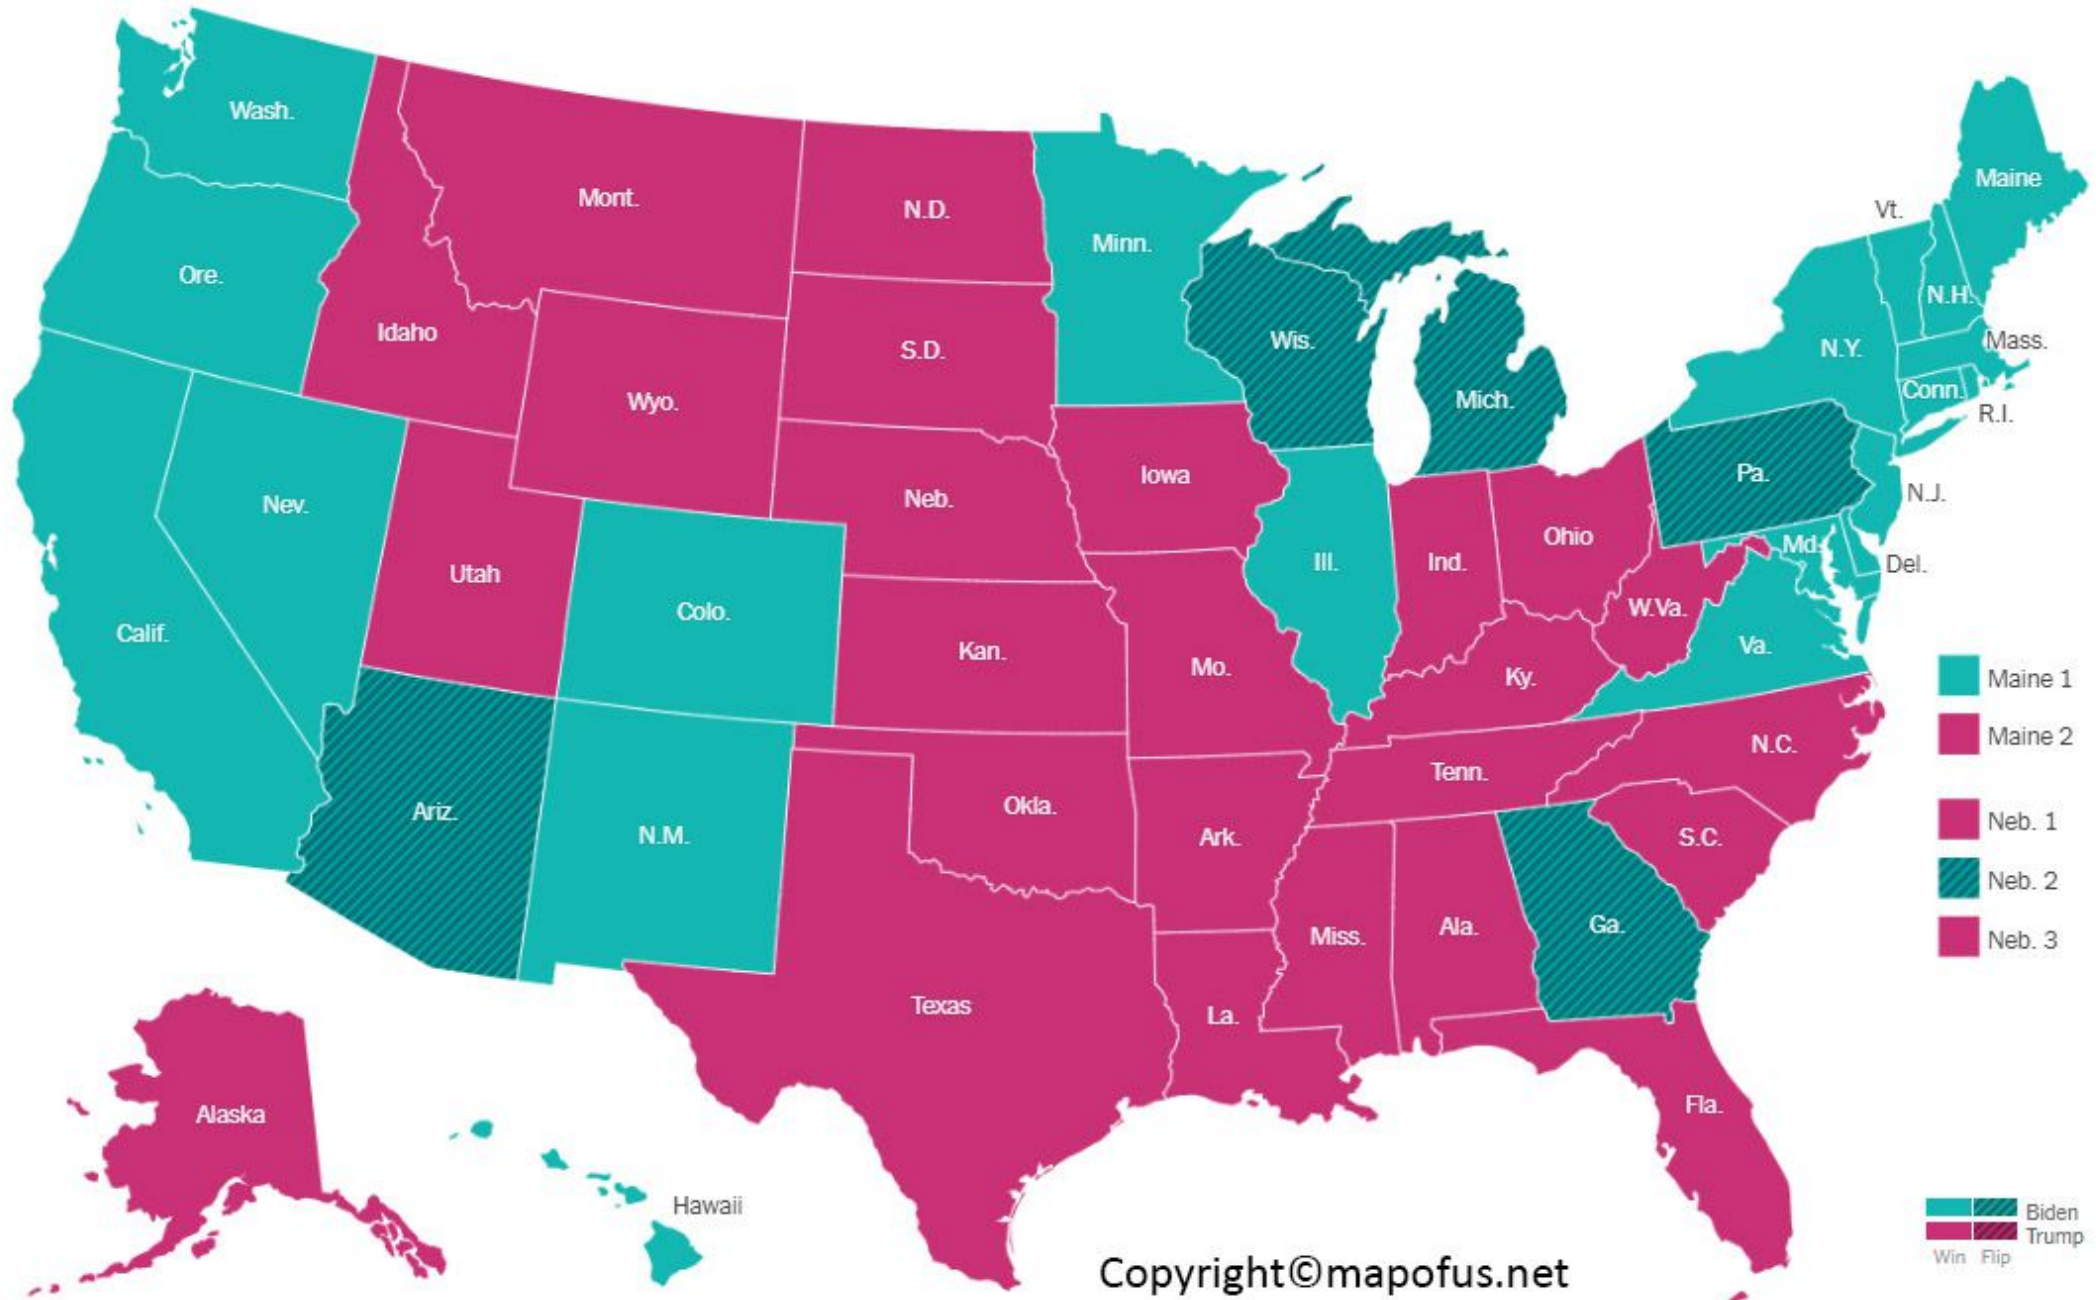 Wash.
Maine
Mont.
N.D.
Vt.
Minn.
Ore.
N.H.
Idaho
Wis.
Mass.
N.Y.
S.D.
Wyo.
Mich.
Conn.
R.I.
Iowa
Pa.
Nev.
Neb.
N.J.
Ohio
Utah
Ill.
Ind.
Md.
Del.
Colo.
W.Va.
Calif.
Kan.
Va.
Mo.
Ky.
Maine 1
Maine 2
N.C.
Tenn.
Ariz.
Okla.
N.M.
Ark.
S.C.
Neb. 1
Neb. 2
Ga.
Miss.
Ala.
Neb. 3
Texas
La.
Alaska
Fla.
Hawaii
Biden
Trump
Win Flip
Copyright©mapofus.net